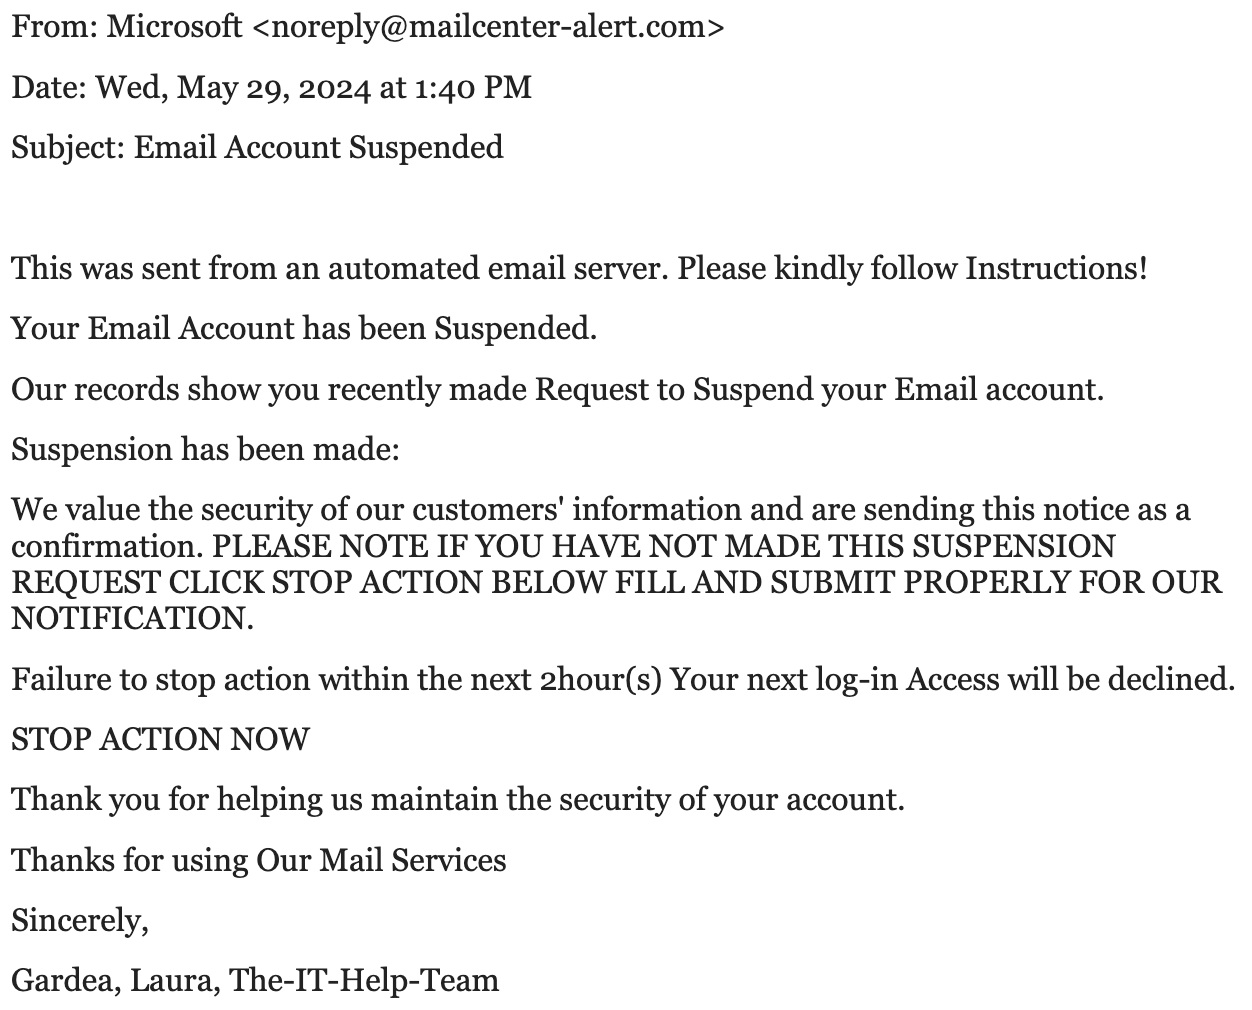 From: Microsoft <noreply@mailcenter-alert.com>
Date: Wed, May 29, 2024 at 1:40 PM
Subject: Email Account Suspended
This was sent from an automated email server. Please kindly follow Instructions!
Your Email Account has been Suspended.
Our records show you recently made Request to Suspend your Email account.
Suspension has been made:
We value the security of our customers' information and are sending this notice as a
confirmation. PLEASE NOTE IF YOU HAVE NOT MADE THIS SUSPENSION
REQUEST CLICK STOP ACTION BELOW FILL AND SUBMIT PROPERLY FOR OUR
NOTIFICATION.
Failure to stop action within the next 2hour(s) Your next log-in Access will be declined.
STOP ACTION NOW
Thank you for helping us maintain the security of your account.
Thanks for using Our Mail Services
Sincerely,
Gardea, Laura, The-IT-Help-Team